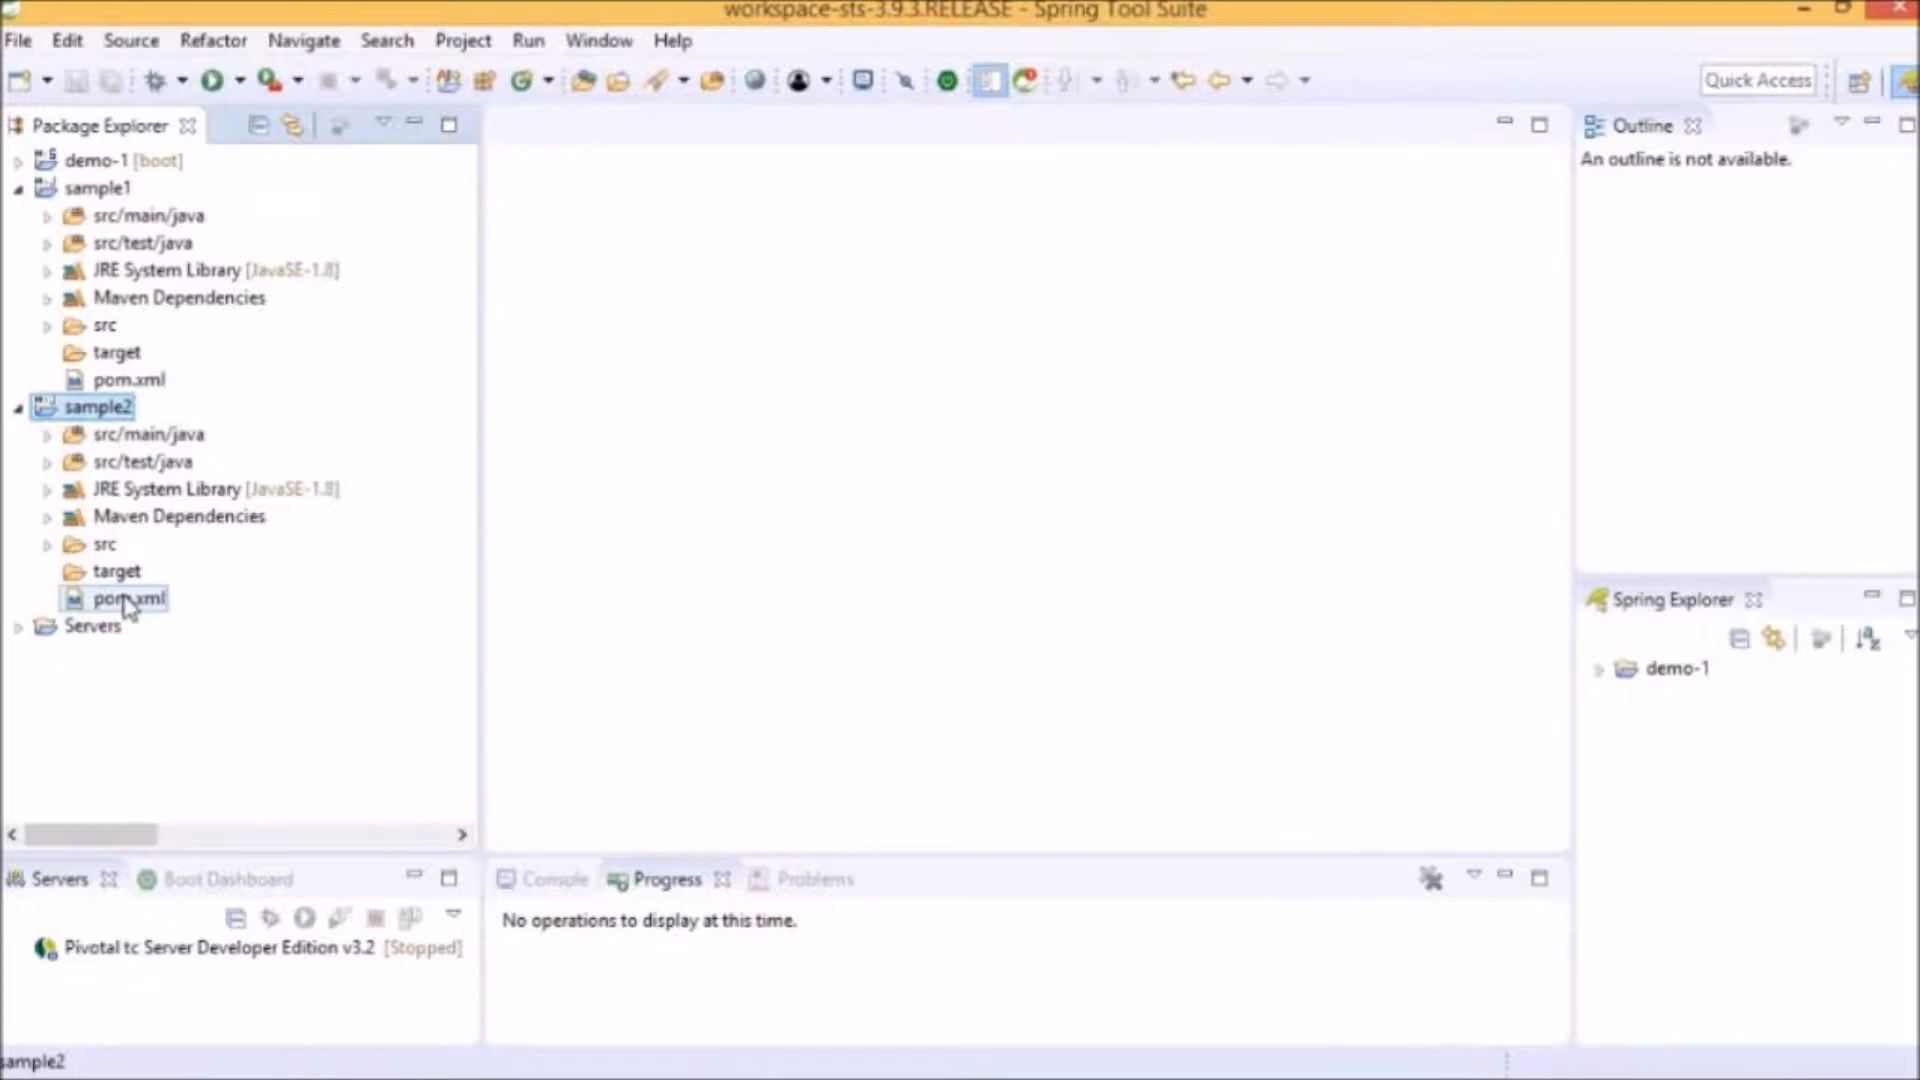 workspace-sts-3.9.3.RELEASE - Spring Tool Suite
File Edit Source Refactor Navigate Search Project Run Window Help
Quick Access
Package Explorer
demo-1 [boot]
sample1
src/main/java
src/test/java
JRE System Library [JavaSE-1.8]
Maven Dependencies
src
target
pom.xml
sample2
src/main/java
src/test/java
JRE System Library [JavaSE-1.8]
Maven Dependencies
src
target
pom.xml
Servers
Outline
An outline is not available.
Spring Explorer
demo-1
Servers Boot Dashboard
Pivotal tc Server Developer Edition v3.2 [Stopped]
Console Progress Problems
No operations to display at this time.
sample2